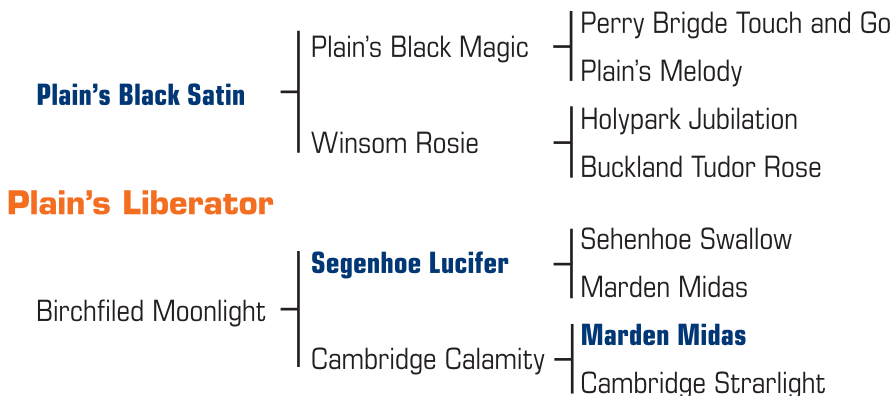 Perry Brigde Touch and Go
Plain's Black Magic
Plain's Melody
Plain's Black Satin
Holypark Jubilation
Winsom Rosie
Buckland Tudor Rose
Plain's Liberator
Sehenhoe Swallow
Segenhoe Lucifer
Marden Midas
Birchfiled Moonlight
Marden Midas
Cambridge Calamity
Cambridge Strarlight